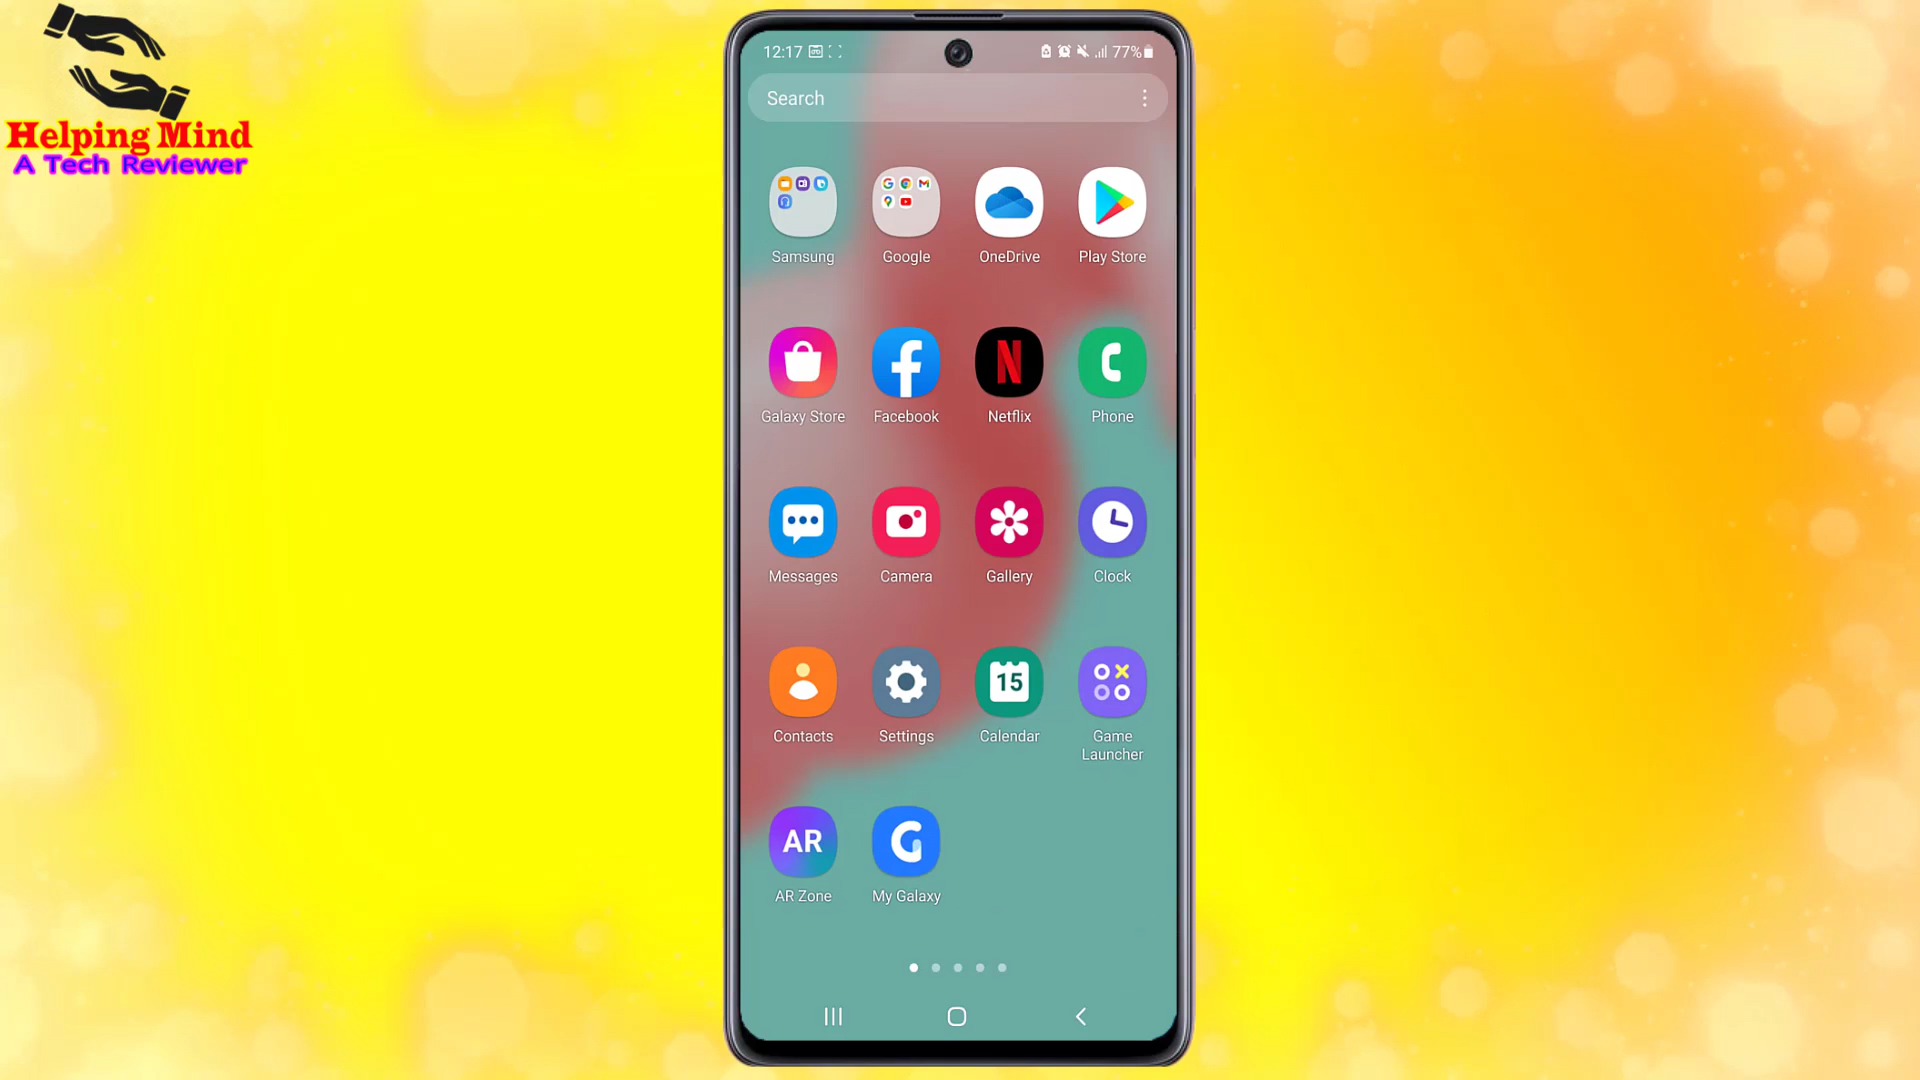 Helping Mind
A Tech Reviewer
12:17
77%
Search
Samsung
Google
OneDrive
Play Store
Galaxy Store
Facebook
Netflix
Phone
Messages
Camera
Gallery
Clock
15
Contacts
Settings
Calendar
Game
Launcher
AR
AR Zone
My Galaxy